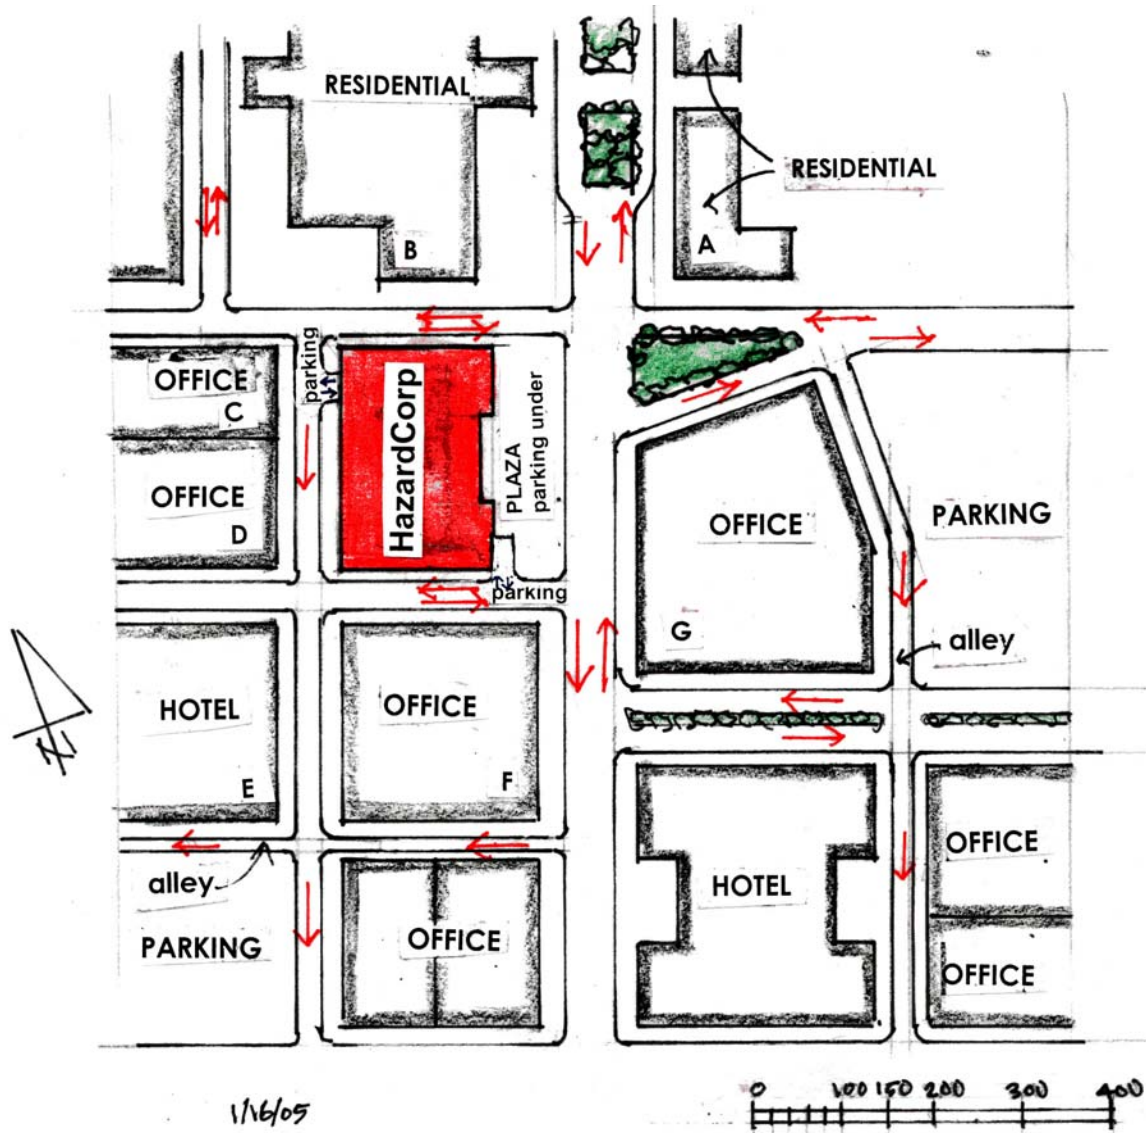 RESIDENTIAL
RESIDENTIAL
B
A
parking
OFFICE
C
HazardCorp
PLAZA
parking under
OFFICE
D
OFFICE
PARKING
parking
G
alley
HOTEL
E
OFFICE
F
alley
OFFICE
HOTEL
PARKING
OFFICE
OFFICE
N
1/16/05
0 100 150 200 300 400